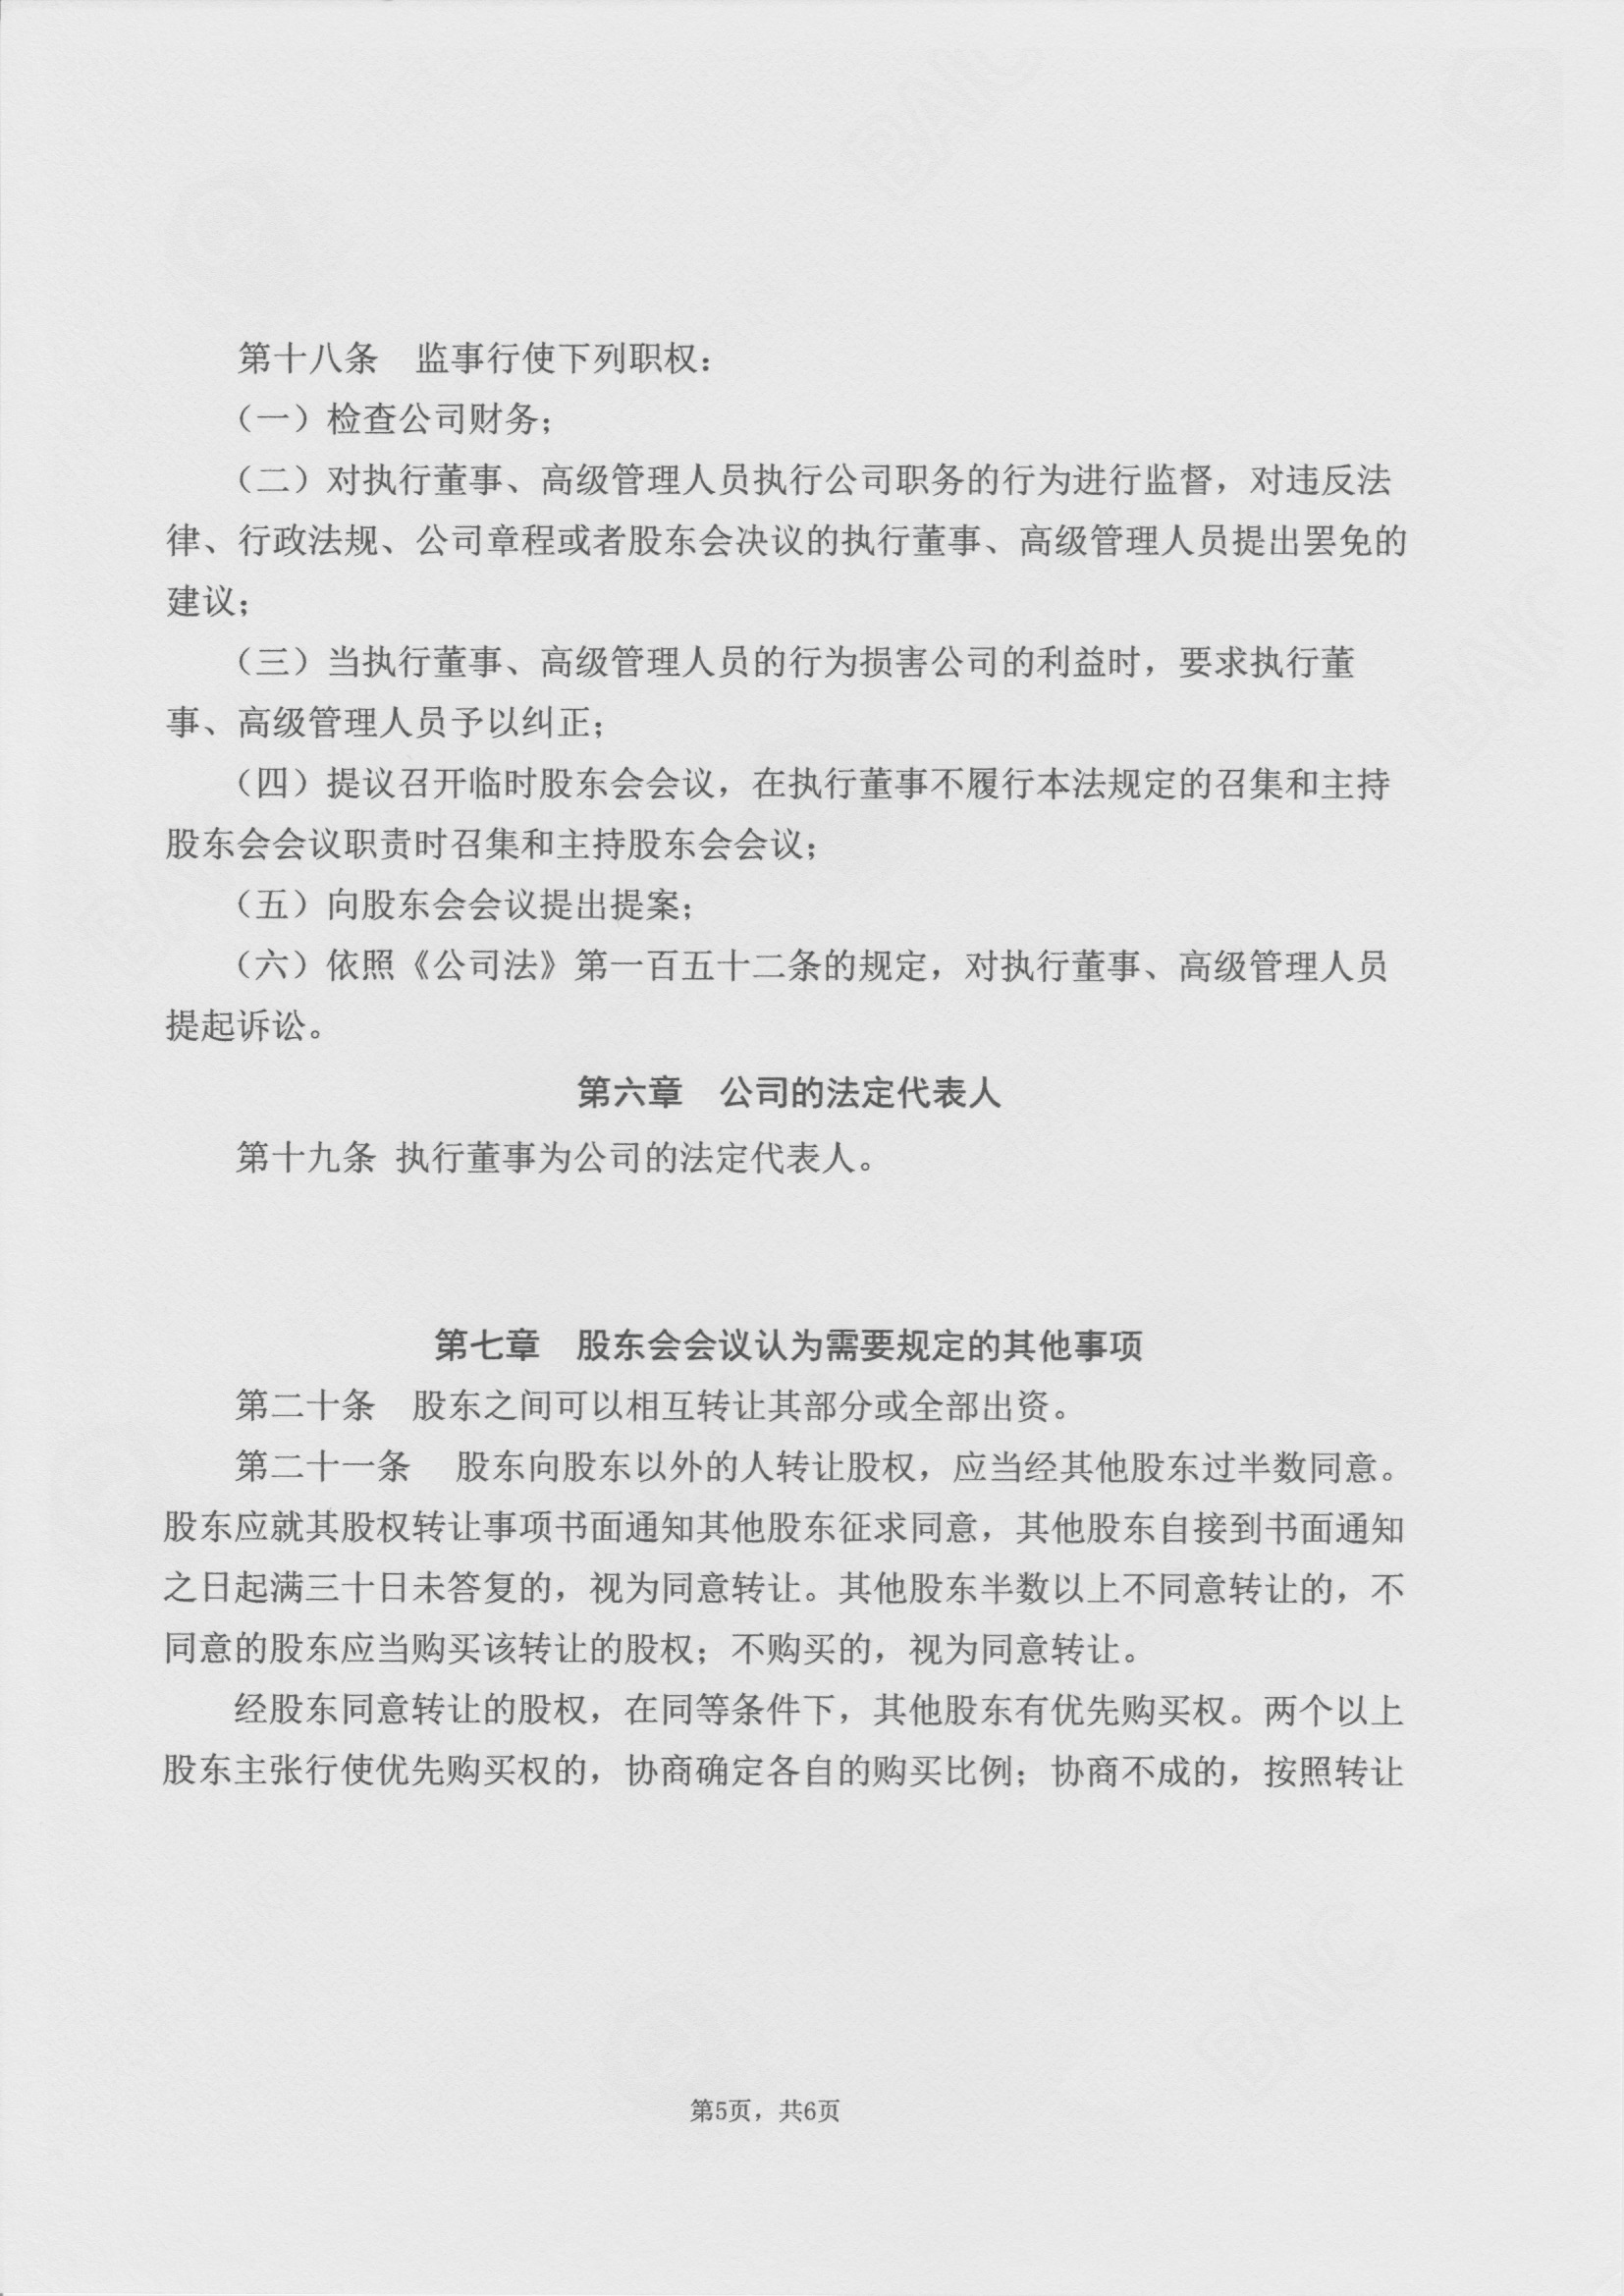 第十八条　监事行使下列职权：
（一）检查公司财务；
（二）对执行董事、高级管理人员执行公司职务的行为进行监督，对违反法
律、行政法规、公司章程或者股东会决议的执行董事、高级管理人员提出罢免的
建议；
（三）当执行董事、高级管理人员的行为损害公司的利益时，要求执行董
事、高级管理人员予以纠正；
（四）提议召开临时股东会会议，在执行董事不履行本法规定的召集和主持
股东会会议职责时召集和主持股东会会议；
（五）向股东会会议提出提案；
（六）依照《公司法》第一百五十二条的规定，对执行董事、高级管理人员
提起诉讼。
第六章　公司的法定代表人
第十九条 执行董事为公司的法定代表人。
第七章　股东会会议认为需要规定的其他事项
第二十条　股东之间可以相互转让其部分或全部出资。
第二十一条　股东向股东以外的人转让股权，应当经其他股东过半数同意。
股东应就其股权转让事项书面通知其他股东征求同意，其他股东自接到书面通知
之日起满三十日未答复的，视为同意转让。其他股东半数以上不同意转让的，不
同意的股东应当购买该转让的股权；不购买的，视为同意转让。
经股东同意转让的股权，在同等条件下，其他股东有优先购买权。两个以上
股东主张行使优先购买权的，协商确定各自的购买比例；协商不成的，按照转让
第5页，共6页